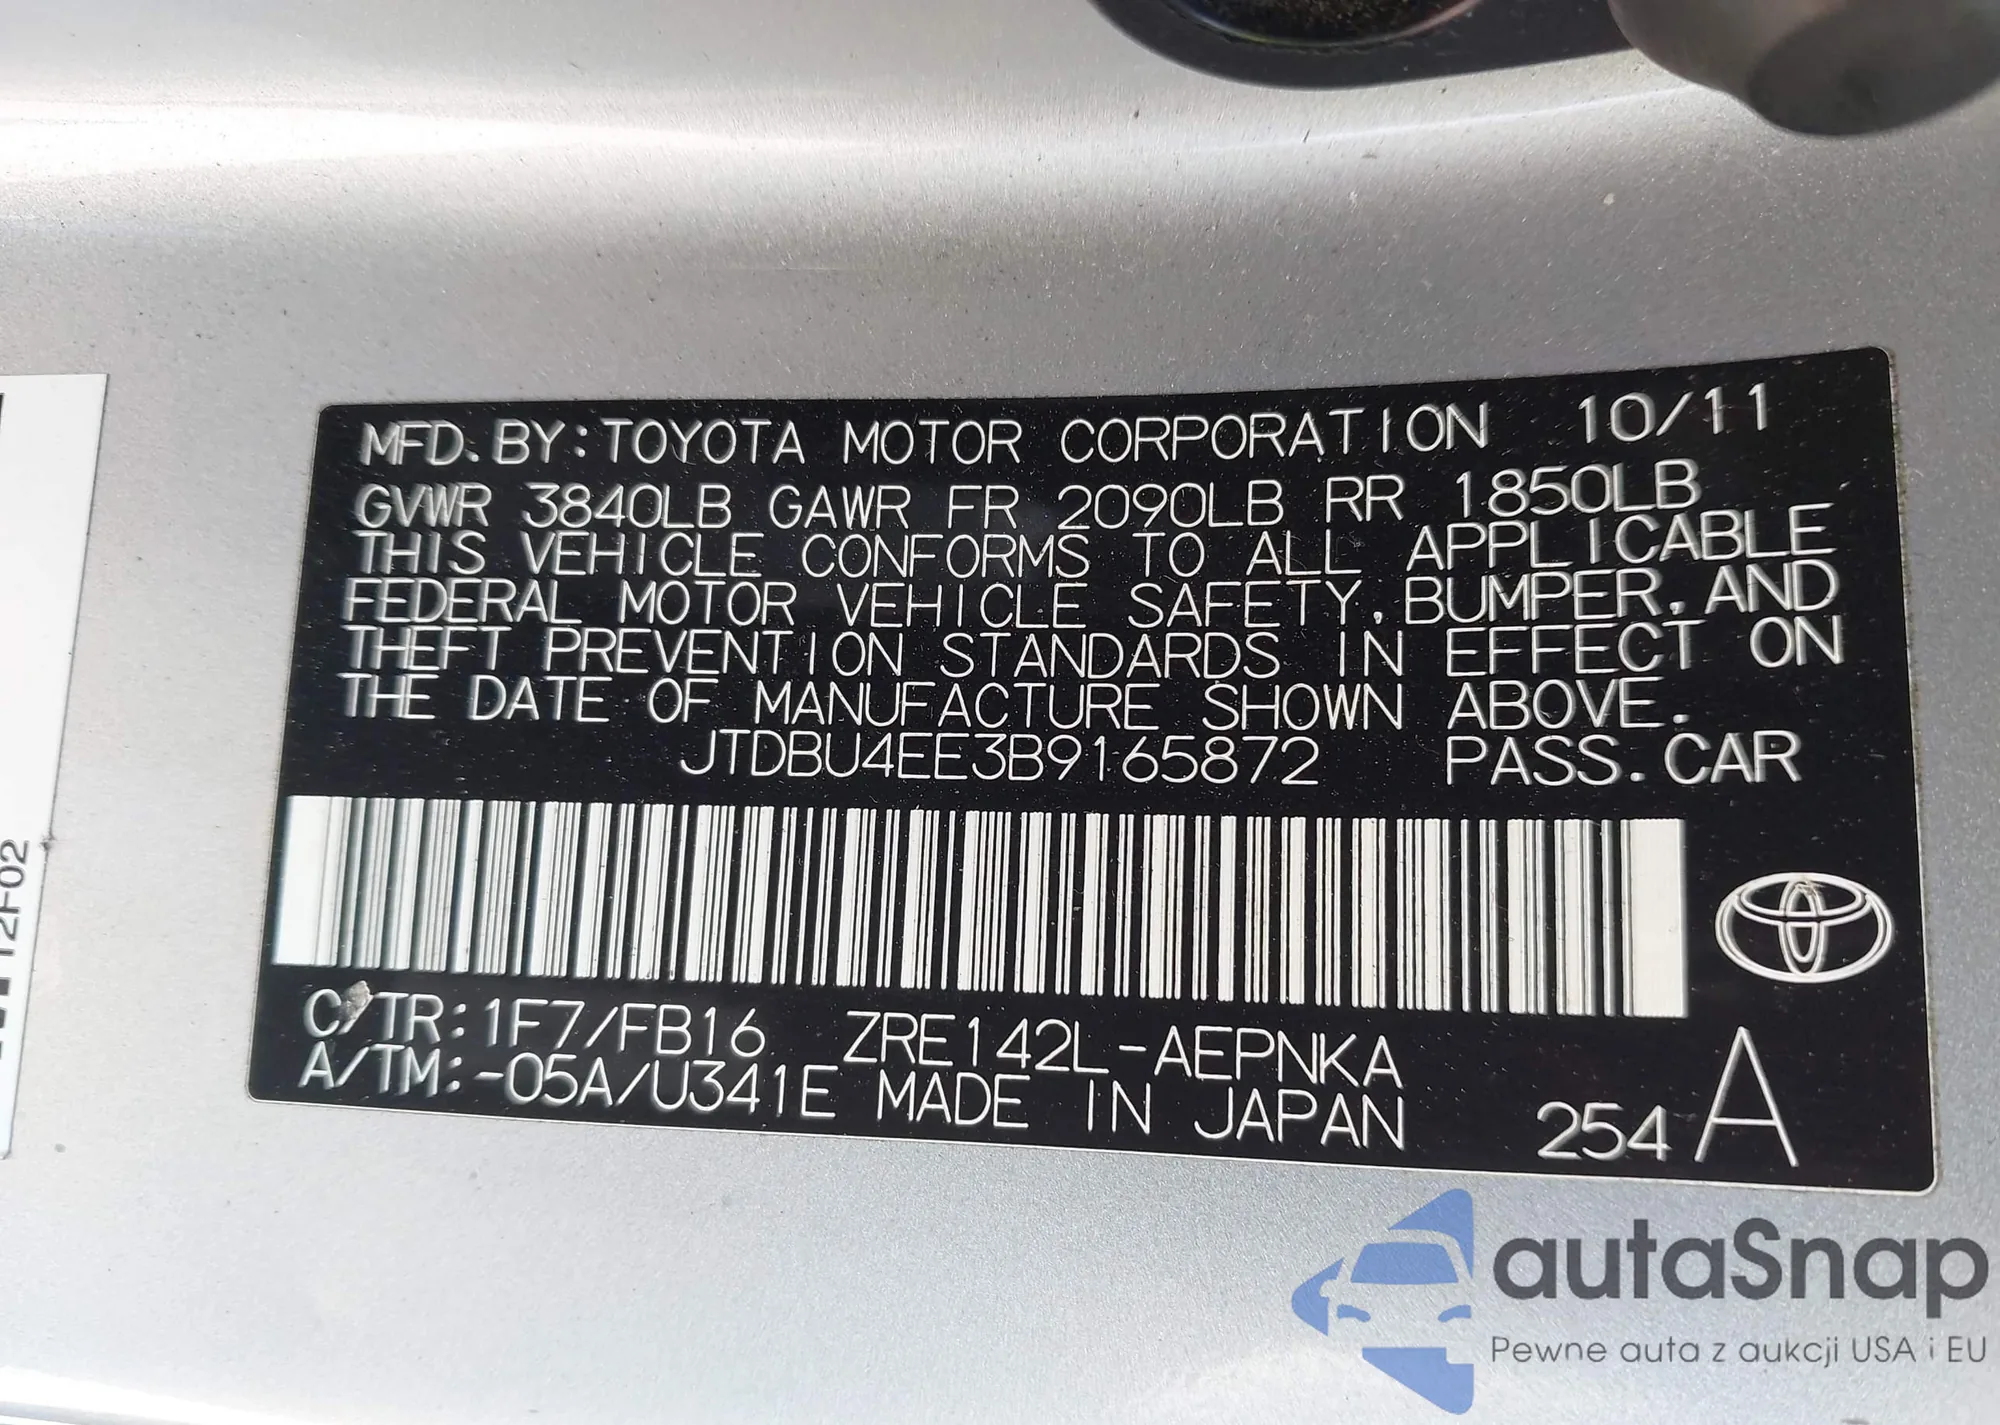 MFD. BY: TOYOTA MOTOR CORPORATION 10/11
GVWR 3840LB GAWR FR 2090LB RR 1850LB
THIS VEHICLE CONFORMS TO ALL APPLICABLE
FEDERAL MOTOR VEHICLE SAFETY, BUMPER, AND
THEFT PREVENTION STANDARDS IN EFFECT ON
THE DATE OF MANUFACTURE SHOWN ABOVE.
JTDBU4EE3B9165872 PASS. CAR
C/TR: 1F7/FB16 ZRE142L-AEPNKA
A/TM: -05A/U341E MADE IN JAPAN 254 A
autoSnap
Pewne auta z aukcji USA i EU